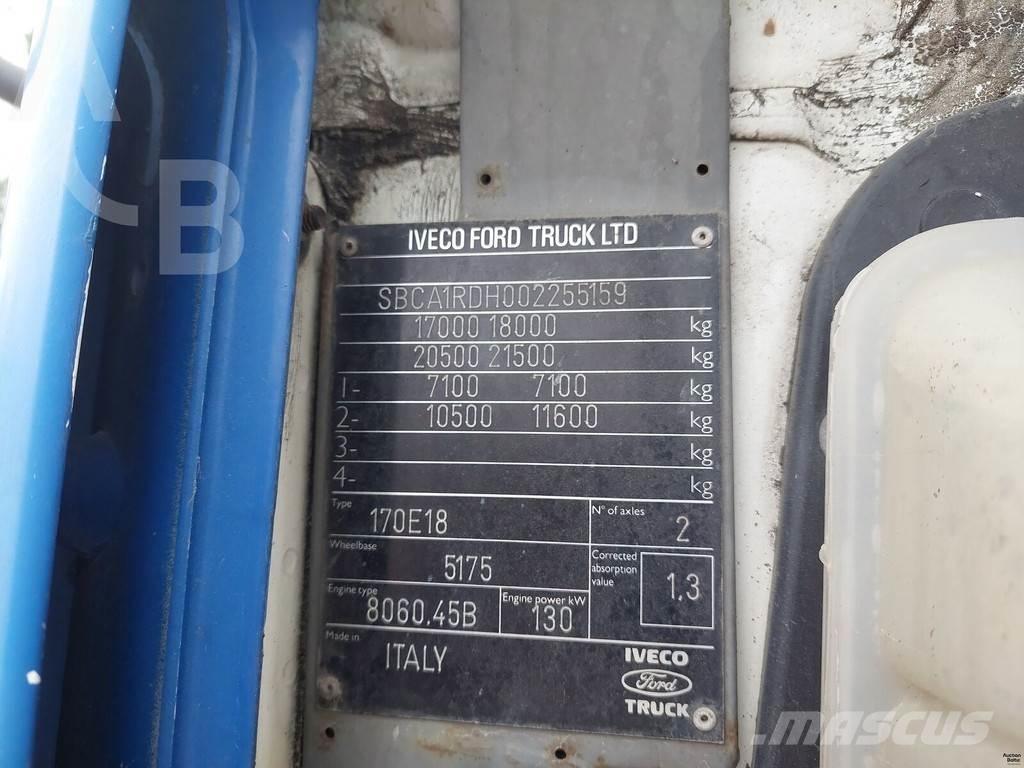 B
IVECO FORD TRUCK LTD
SBCA1RDH002255159
17000 18000 kg
20500 21500 kg
1- 7100 7100 kg
2- 10500 11600 kg
3- kg
4- kg
Type 170E18
N° of axles 2
Wheelbase 5175
Corrected absorption value 1.3
Engine type 8060.45B
Engine power kW 130
Made in ITALY
IVECO
Ford
TRUCK
MASCUS
Auction
Baltic